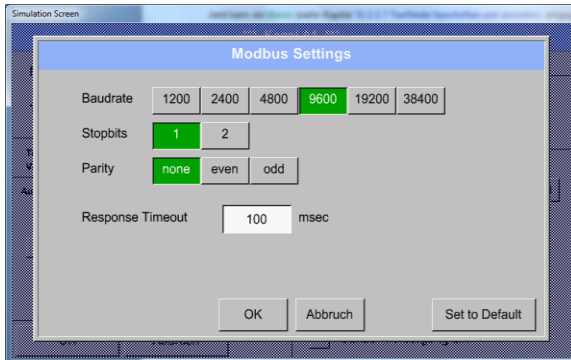 Simulation Screen
Modbus Settings
Baudrate 1200 2400 4800 9600 19200 38400
Stopbits 1 2
Parity none even odd
Response Timeout 100 msec
OK Abbruch Set to Default